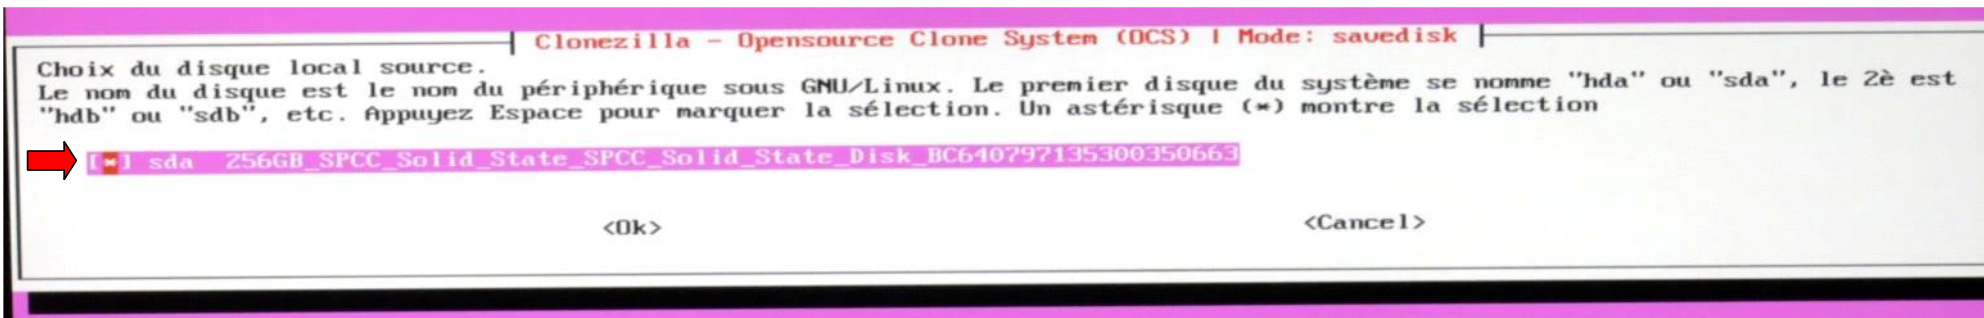 Clonezilla - Opensource Clone System (OCS) | Mode: savedisk
Choix du disque local source.
Le nom du disque est le nom du périphérique sous GNU/Linux. Le premier disque du système se nomme "hda" ou "sda", le 2è est
"hdb" ou "sdb", etc. Appuyez Espace pour marquer la sélection. Un astérisque (*) montre la sélection
[*] sda 256GB_SPCC_Solid_State_SPCC_Solid_State_Disk_BC6407971135300350663
<Ok> <Cancel>